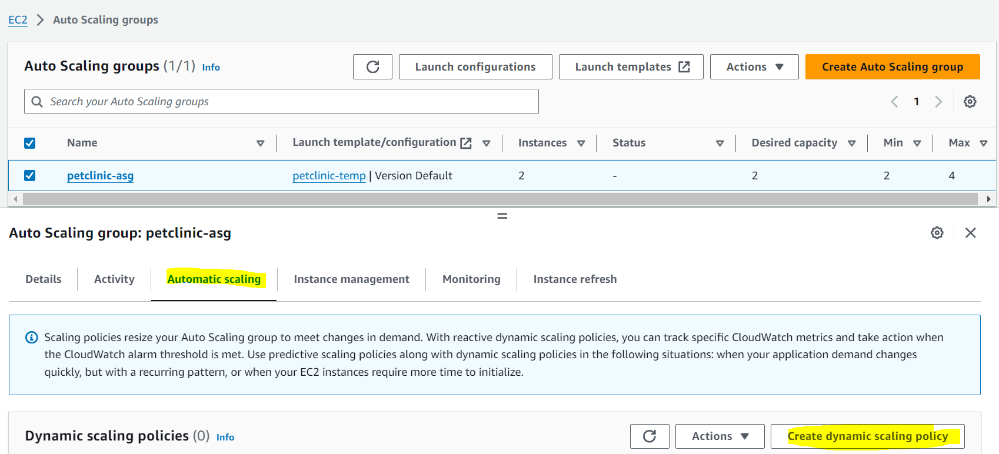 EC2 > Auto Scaling groups
Auto Scaling groups (1/1) Info
Launch configurations
Launch templates
Actions
Create Auto Scaling group
Search your Auto Scaling groups
1
Name Launch template/configuration Instances Status Desired capacity Min Max
petclinic-asg petclinic-temp | Version Default 2 - 2 2 4
Auto Scaling group: petclinic-asg
Details Activity Automatic scaling Instance management Monitoring Instance refresh
Scaling policies resize your Auto Scaling group to meet changes in demand. With reactive dynamic scaling policies, you can track specific CloudWatch metrics and take action when
the CloudWatch alarm threshold is met. Use predictive scaling policies along with dynamic scaling policies in the following situations: when your application demand changes
quickly, but with a recurring pattern, or when your EC2 instances require more time to initialize.
Dynamic scaling policies (0) Info
Actions
Create dynamic scaling policy